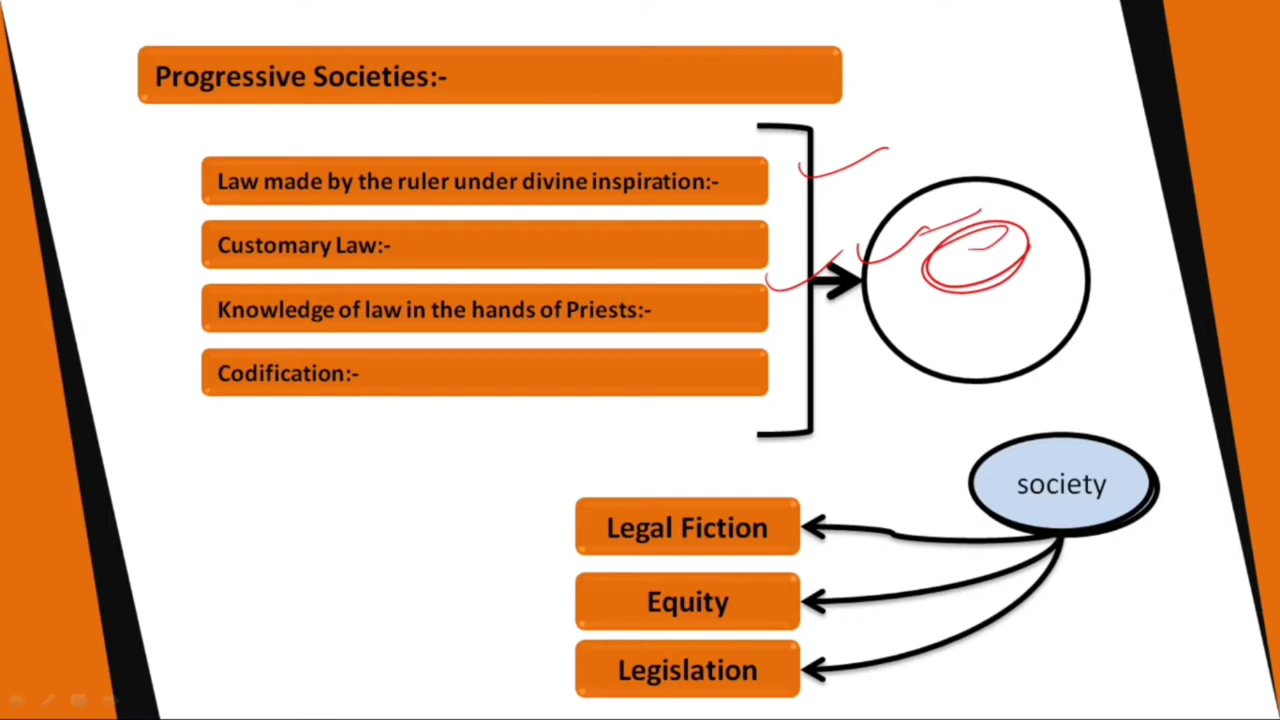 Progressive Societies:-
Law made by the ruler under divine inspiration:-
Customary Law:-
Knowledge of law in the hands of Priests:-
Codification:-
society
Legal Fiction
Equity
Legislation